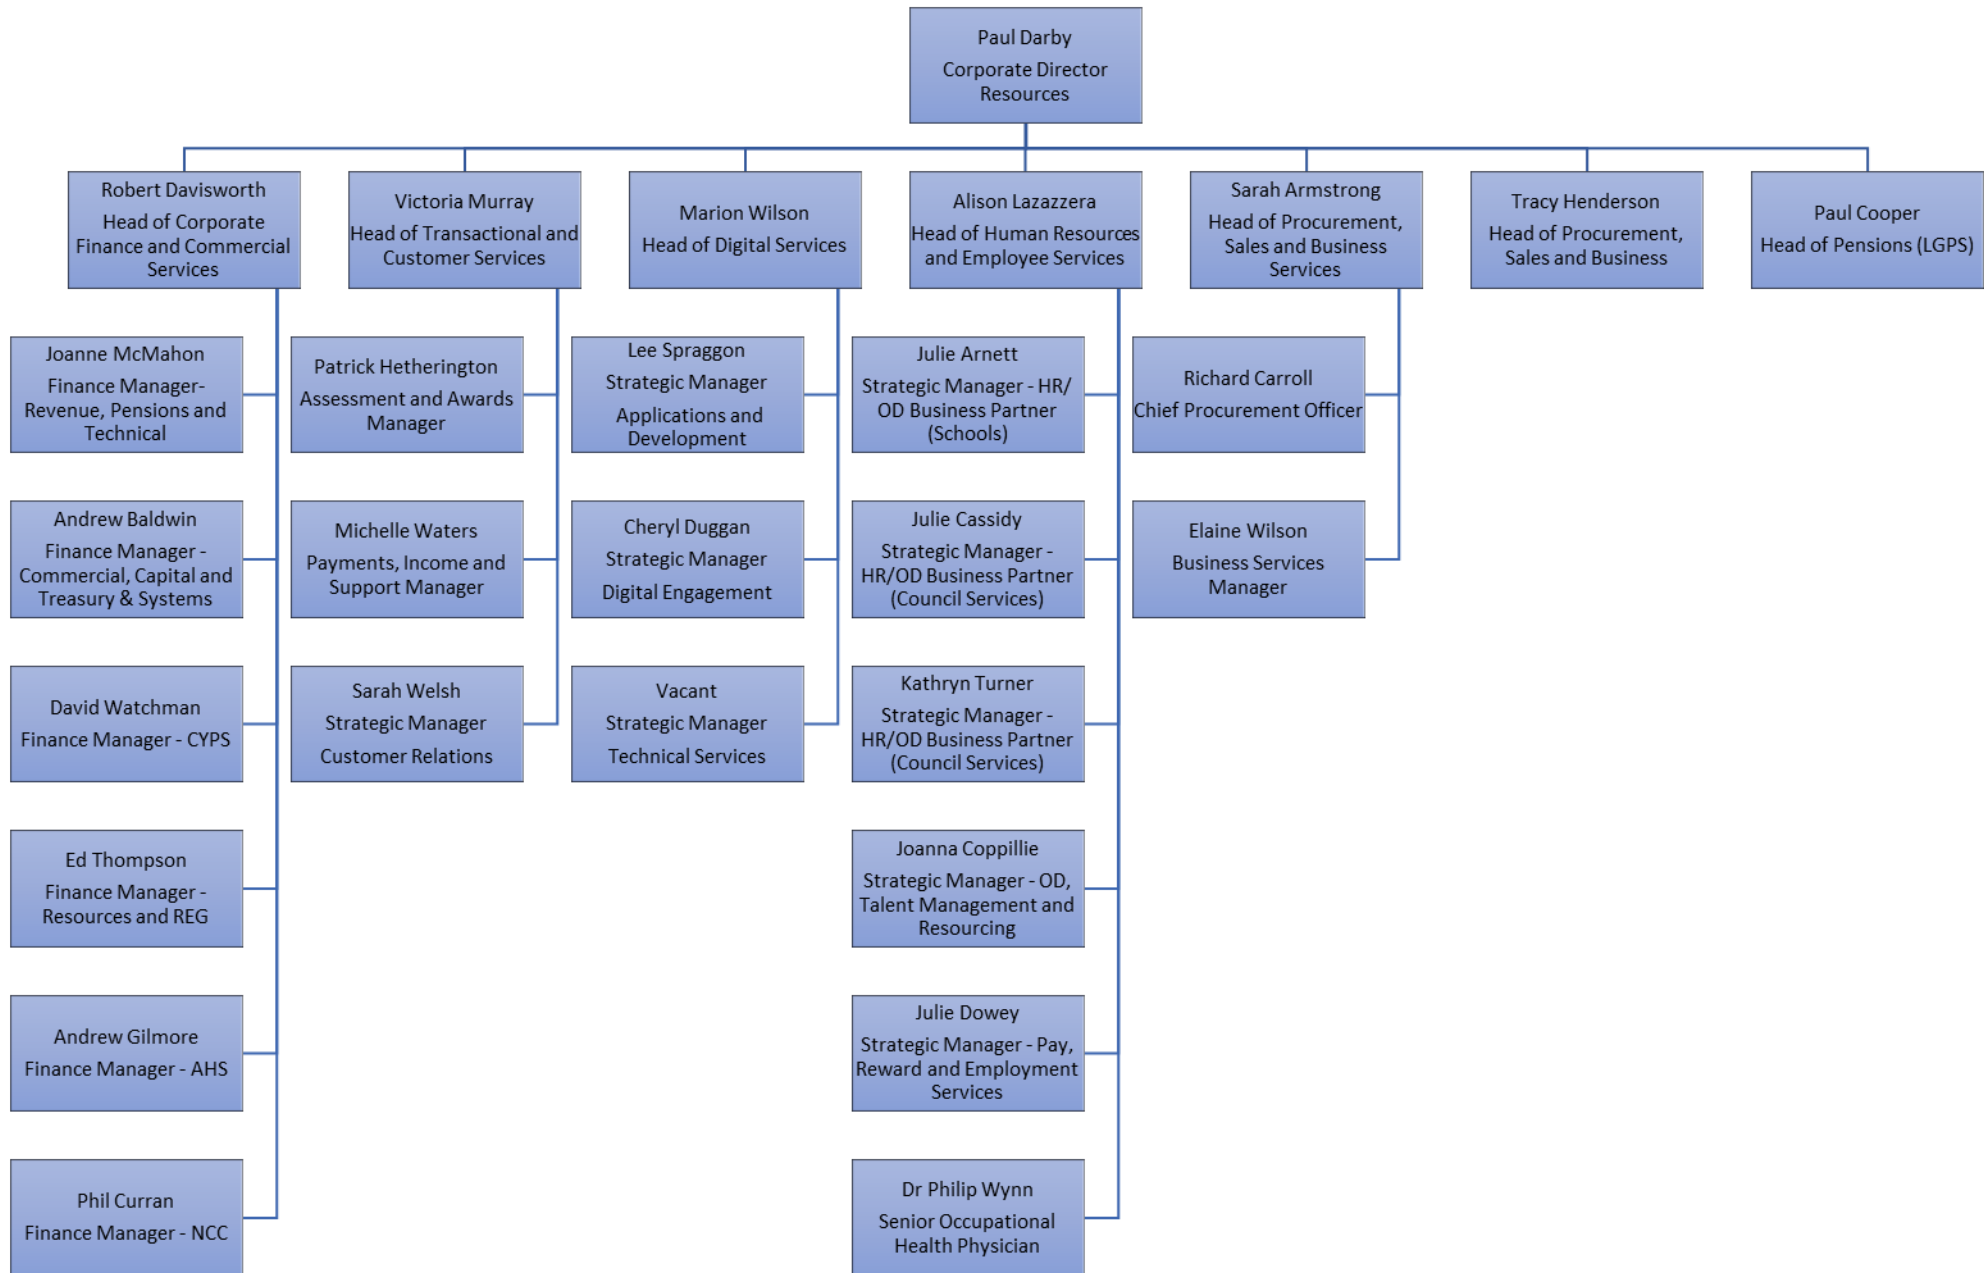 Paul Darby
Corporate Director
Resources
Robert Davisworth
Head of Corporate
Finance and Commercial
Services
Victoria Murray
Head of Transactional and
Customer Services
Marion Wilson
Head of Digital Services
Alison Lazazzera
Head of Human Resources
and Employee Services
Sarah Armstrong
Head of Procurement,
Sales and Business
Services
Tracy Henderson
Head of Procurement,
Sales and Business
Paul Cooper
Head of Pensions (LGPS)
Joanne McMahon
Finance Manager-
Revenue, Pensions and
Technical
Patrick Hetherington
Assessment and Awards
Manager
Lee Spraggon
Strategic Manager
Applications and
Development
Julie Arnett
Strategic Manager - HR/
OD Business Partner
(Schools)
Richard Carroll
Chief Procurement Officer
Andrew Baldwin
Finance Manager -
Commercial, Capital and
Treasury & Systems
Michelle Waters
Payments, Income and
Support Manager
Cheryl Duggan
Strategic Manager
Digital Engagement
Julie Cassidy
Strategic Manager -
HR/OD Business Partner
(Council Services)
Elaine Wilson
Business Services
Manager
David Watchman
Finance Manager - CYPS
Sarah Welsh
Strategic Manager
Customer Relations
Vacant
Strategic Manager
Technical Services
Kathryn Turner
Strategic Manager -
HR/OD Business Partner
(Council Services)
Ed Thompson
Finance Manager -
Resources and REG
Joanna Coppillie
Strategic Manager - OD,
Talent Management and
Resourcing
Andrew Gilmore
Finance Manager - AHS
Julie Dowey
Strategic Manager - Pay,
Reward and Employment
Services
Phil Curran
Finance Manager - NCC
Dr Philip Wynn
Senior Occupational
Health Physician